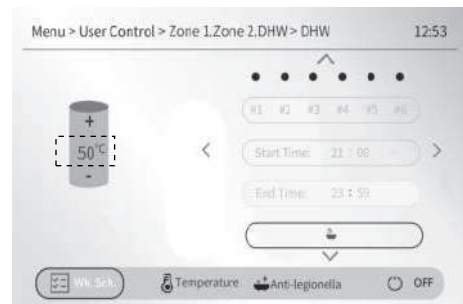 Menu > User Control > Zone 1.Zone 2.DHW > DHW 12:53
#1 #2 #3 #4 #5 #6
+
50℃
-
Start Time: 21 : 00
End Time: 23 : 59
Wk. Sch.
Temperature
Anti-legionella
OFF